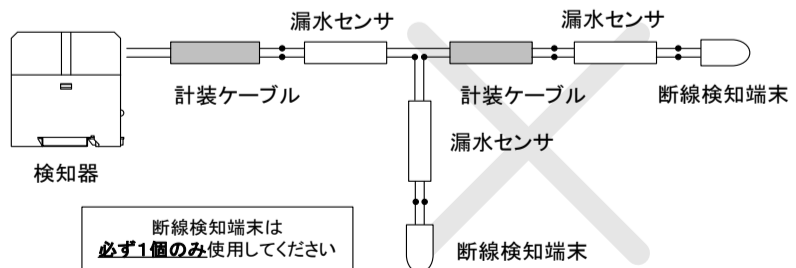 漏水センサ
漏水センサ
計装ケーブル
計装ケーブル
断線検知端末
漏水センサ
検知器
断線検知端末は
必ず1個のみ使用してください
断線検知端末